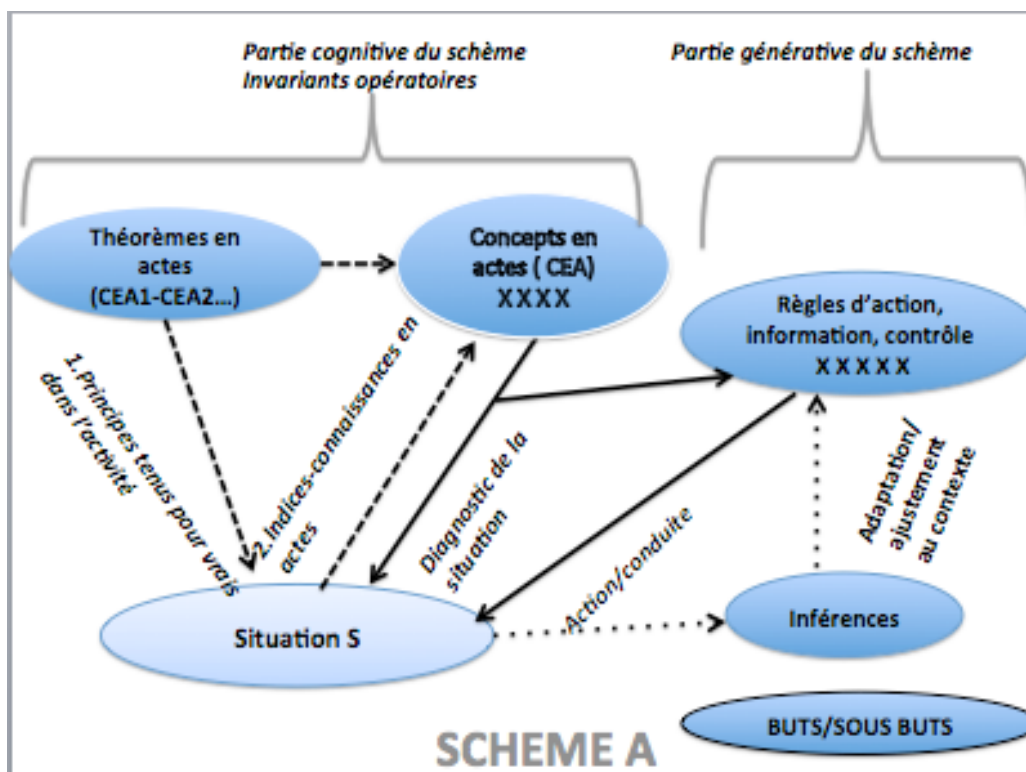 Partie cognitive du schème
Invariants opératoires
Partie générative du schème
Théorèmes en
actes
(CEA1-CEA2...)
Concepts en
actes ( CEA)
X X X X
Règles d'action,
information, contrôle
X X X X X
1. Principes tenus pour vrais
dans l'activité
2.Indices-connaissances en
actes
Diagnostic de la
situation
Action/conduite
Adaptation/
ajustement
au contexte
Situation S
Inférences
BUTS/SOUS BUTS
SCHEME A